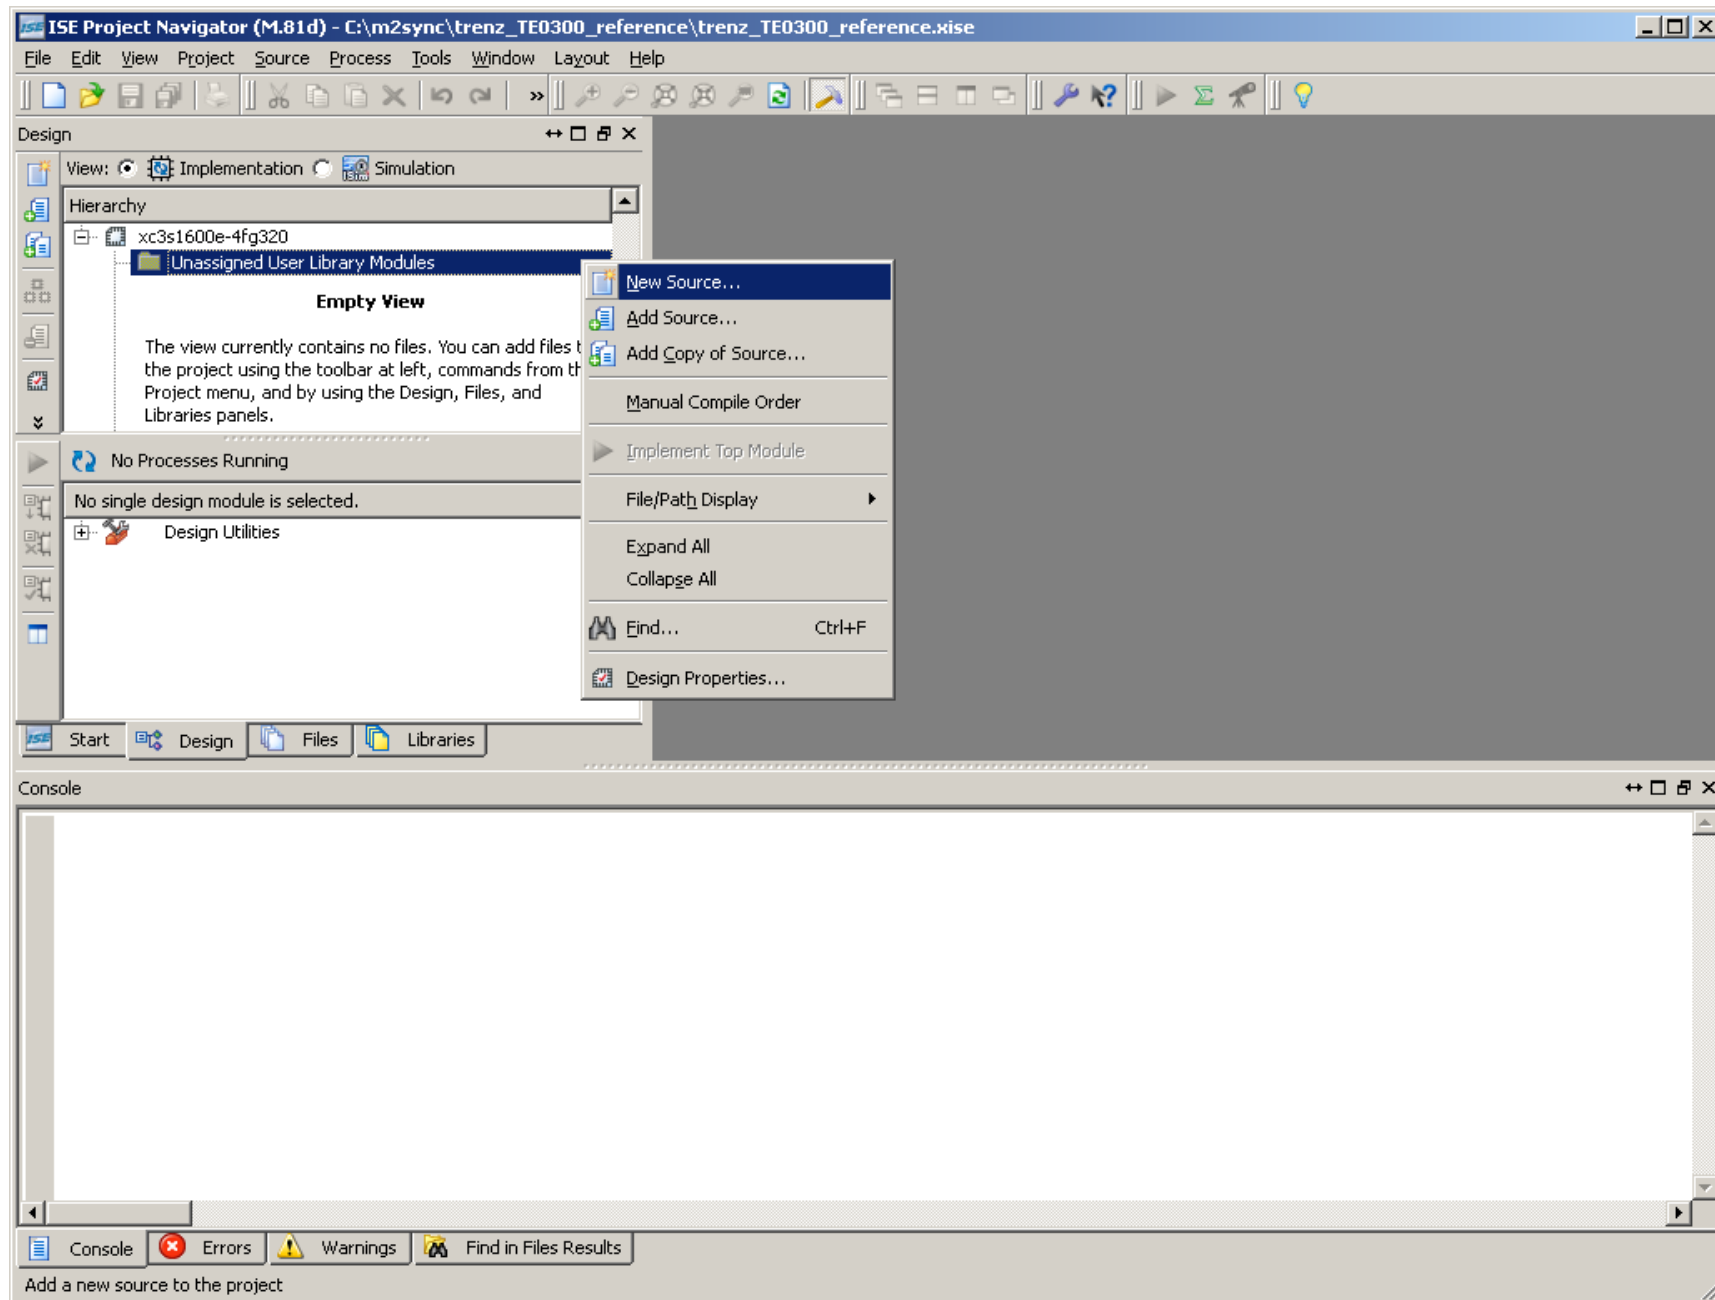 ISE Project Navigator (M.81d) - C:\m2sync\trenz_TE0300_reference\trenz_TE0300_reference.xise
File Edit View Project Source Process Tools Window Layout Help
Design
View: Implementation Simulation
Hierarchy
xc3s1600e-4fg320
Unassigned User Library Modules
Empty View
The view currently contains no files. You can add files t
the project using the toolbar at left, commands from th
Project menu, and by using the Design, Files, and
Libraries panels.
New Source...
Add Source...
Add Copy of Source...
Manual Compile Order
Implement Top Module
File/Path Display
Expand All
Collapse All
Find... Ctrl+F
Design Properties...
No Processes Running
No single design module is selected.
Design Utilities
ISE Start Design Files Libraries
Console
Console Errors Warnings Find in Files Results
Add a new source to the project